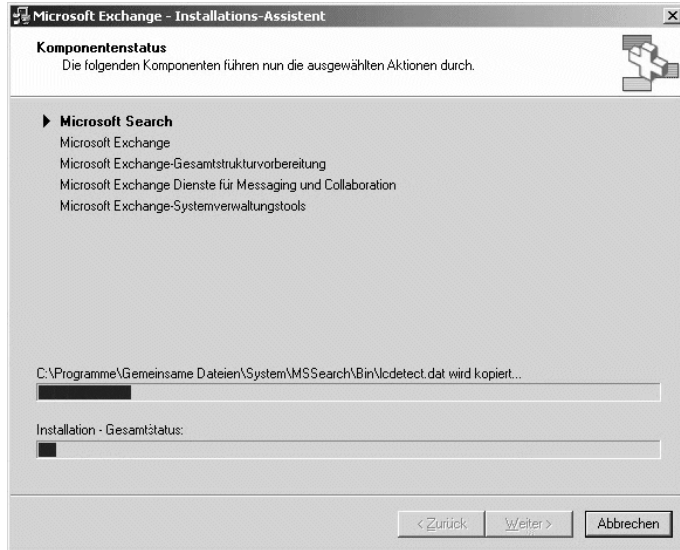 Microsoft Exchange - Installations-Assistent
Komponentenstatus
Die folgenden Komponenten führen nun die ausgewählten Aktionen durch.
Microsoft Search
Microsoft Exchange
Microsoft Exchange-Gesamtstrukturvorbereitung
Microsoft Exchange Dienste für Messaging und Collaboration
Microsoft Exchange-Systemverwaltungstools
C:\Programme\Gemeinsame Dateien\System\MSSearch\Bin\lcdetect.dat wird kopiert...
Installation - Gesamtstatus:
< Zurück Weiter > Abbrechen